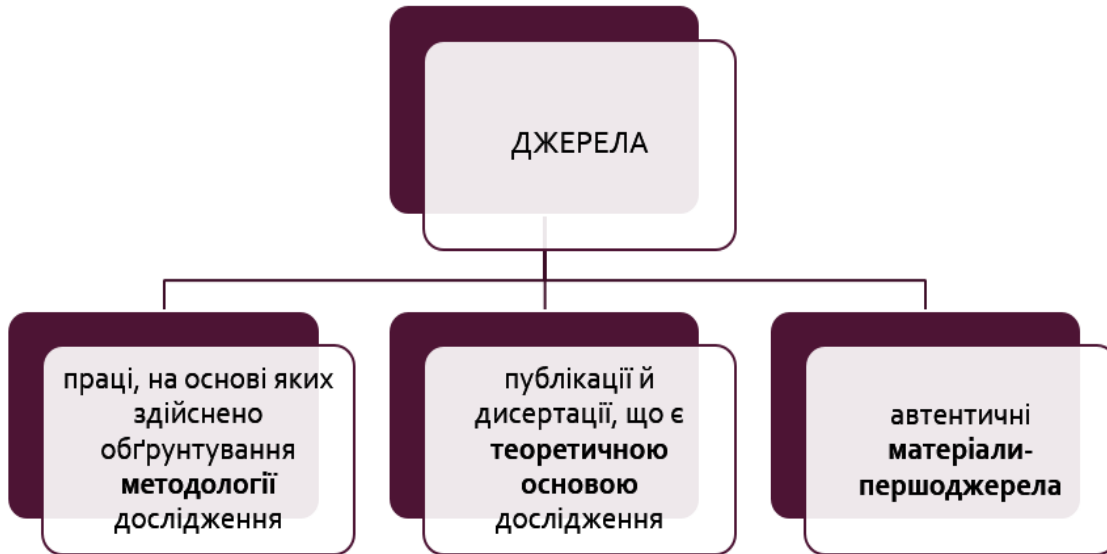 ДЖЕРЕЛА
праці, на основі яких
здійснено
обґрунтування
методології
дослідження
публікації й
дисертації, що є
теоретичною
основою
дослідження
автентичні
матеріали-
першоджерела